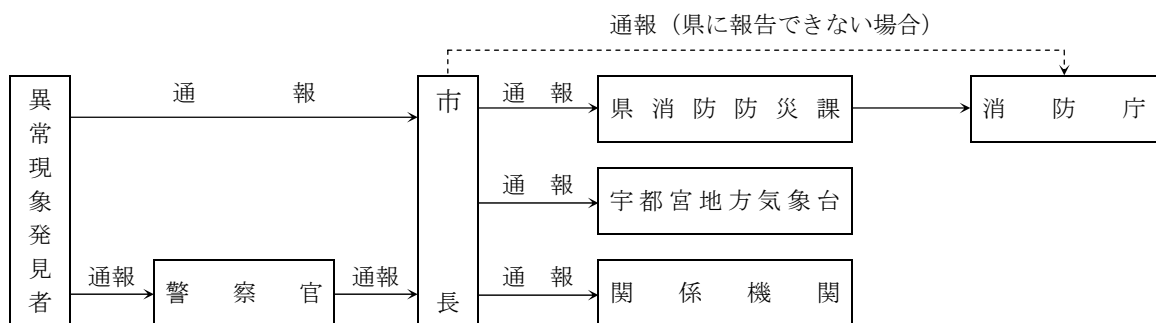 通報（県に報告できない場合）
異常現象発見者
通報
市長
通報
県消防防災課
消防庁
通報
宇都宮地方気象台
通報
警察官
通報
通報
関係機関